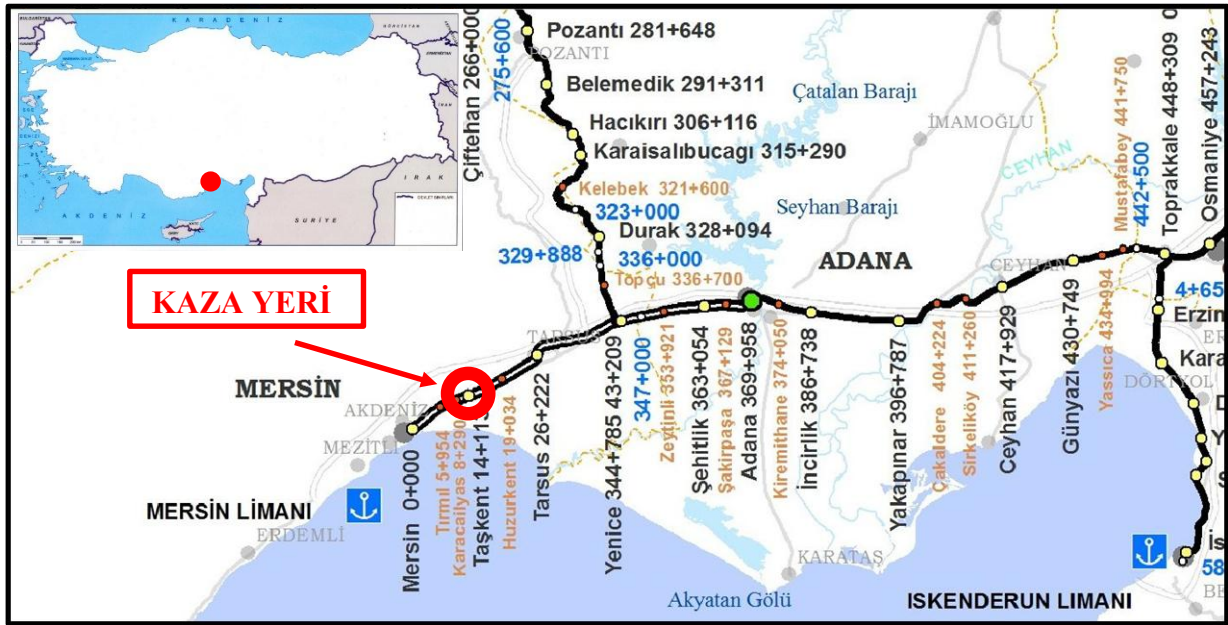 KARADENİZ
AKDENİZ
SURİYE
IRAK
Çiftehan 266+000
275+600
Pozantı 281+648
POZANTI
Belemedik 291+311
Hacıkırı 306+116
Karaisalıbucagı 315+290
Kelebek 321+600
323+000
Durak 328+094
329+888
336+000
Topçu 336+700
Çatalan Barajı
İMAMOĞLU
CEYHAN
Seyhan Barajı
ADANA
CEYHAN
Mustafabey 441+750
442+500
Toprakkale 448+309
Osmaniye 457+243
KAZA YERİ
TARSUS
MERSİN
AKDENİZ
MEZİTLİ
MERSİN LİMANI
ERDEMLİ
Mersin 0+000
Tırmıl 5+954
Karacailyas 8+290
Taşkent 14+113
Huzurkent 19+034
Tarsus 26+222
Yenice 344+785 43+209
347+000
Zeytinli 353+921
Şehitlik 363+054
Şakirpaşa 367+129
Adana 369+958
Kiremithane 374+050
İncirlik 386+738
Yakapınar 396+787
Çakaldere 404+224
Sirkeliköy 411+260
Ceyhan 417+929
Günyazı 430+749
Yassıca 434+994
4+65
Erzin
DÖRTYOL
KARATAŞ
Akyatan Gölü
ISKENDERUN LIMANI